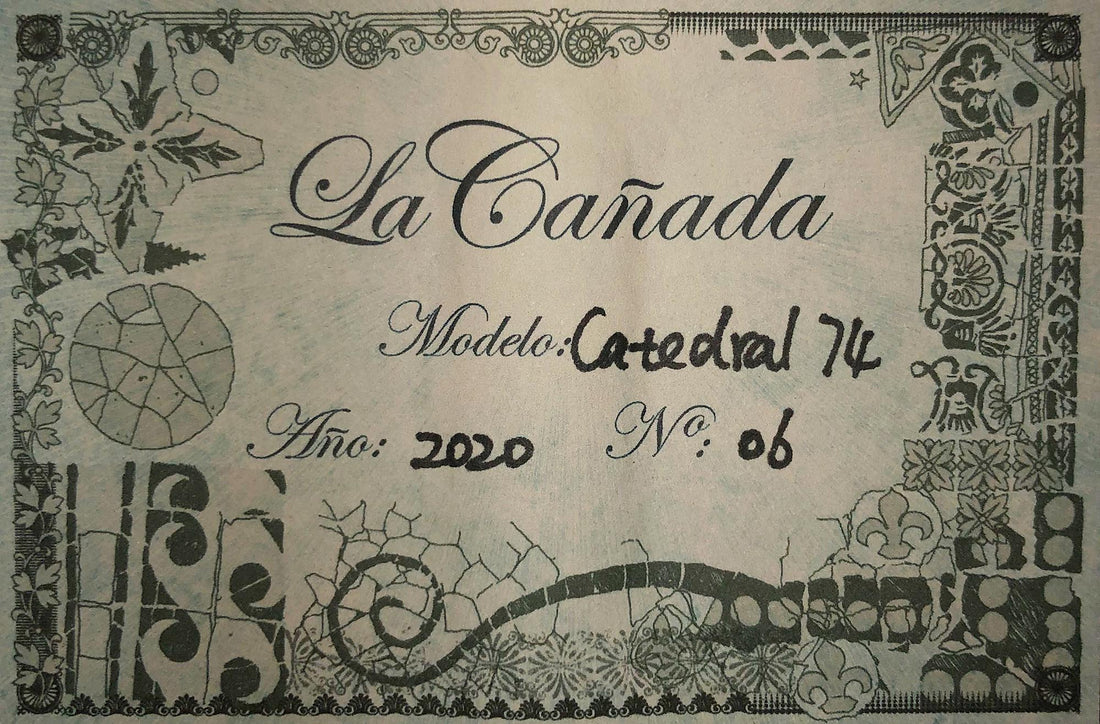 La Cañada
Modelo: Catedral 74
Año: 2020 Nº: 06